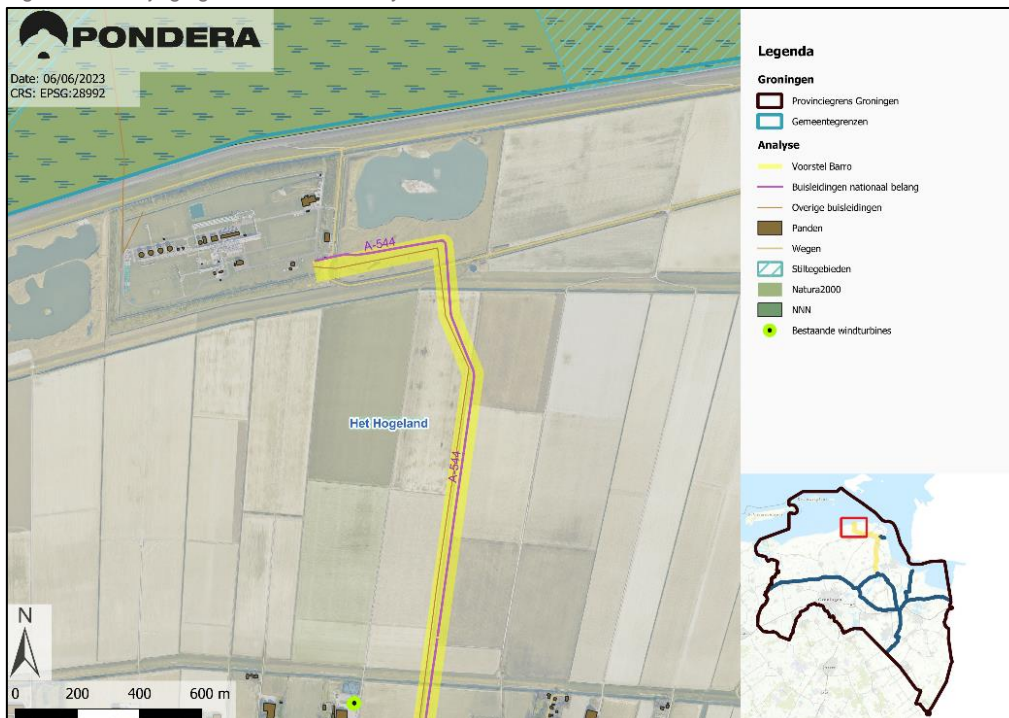 PONDERA
Date: 06/06/2023
CRS: EPSG:28992
A-544
Het Hogeland
A-544
N
0 200 400 600 m
Legenda
Groningen
Provinciegrens Groningen
Gemeentegrenzen
Analyse
Voorstel Barro
Buisleidingen nationaal belang
Overige buisleidingen
Panden
Wegen
Stiltegebieden
Natura2000
NNN
Bestaande windturbines